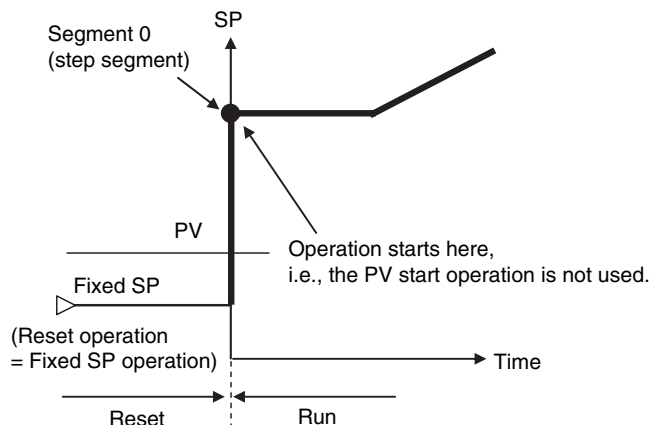 SP
Segment 0
(step segment)
PV
Operation starts here,
i.e., the PV start operation is not used.
Fixed SP
(Reset operation
= Fixed SP operation)
Time
Reset
Run